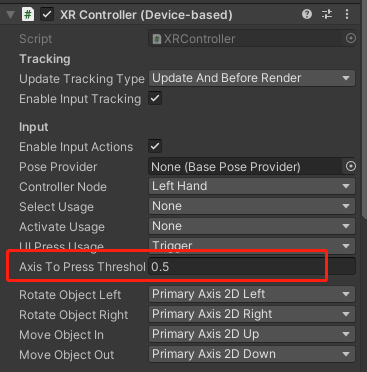 XR Controller (Device-based)
Script XRController
Tracking
Update Tracking Type Update And Before Render
Enable Input Tracking
Input
Enable Input Actions
Pose Provider None (Base Pose Provider)
Controller Node Left Hand
Select Usage None
Activate Usage None
UI Press Usage Trigger
Axis To Press Threshol 0.5
Rotate Object Left Primary Axis 2D Left
Rotate Object Right Primary Axis 2D Right
Move Object In Primary Axis 2D Up
Move Object Out Primary Axis 2D Down